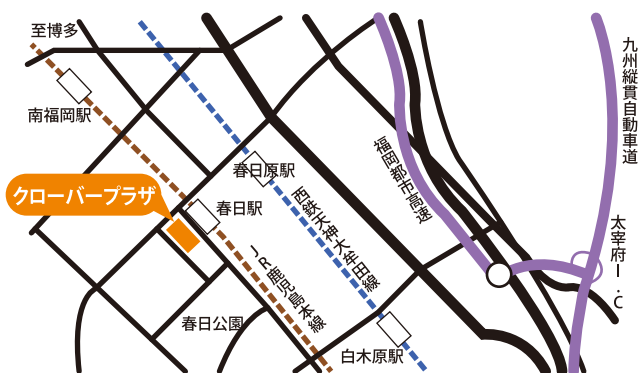 至博多
南福岡駅
クローバープラザ
春日原駅
春日駅
西鉄天神大牟田線
JR鹿児島本線
春日公園
白木原駅
福岡都市高速
九州縦貫自動車道
太宰府I.C